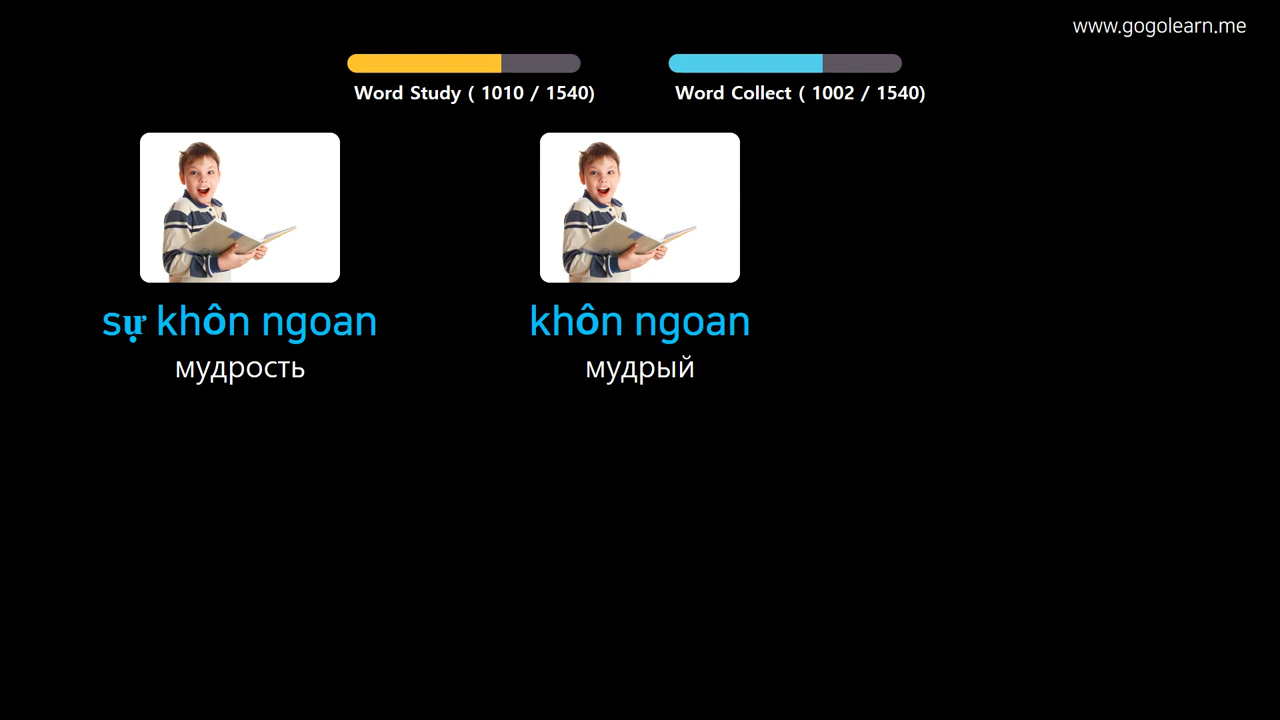 www.gogolearn.me
Word Study ( 1010 / 1540)
Word Collect ( 1002 / 1540)
sự khôn ngoan
мудрость
khôn ngoan
мудрый